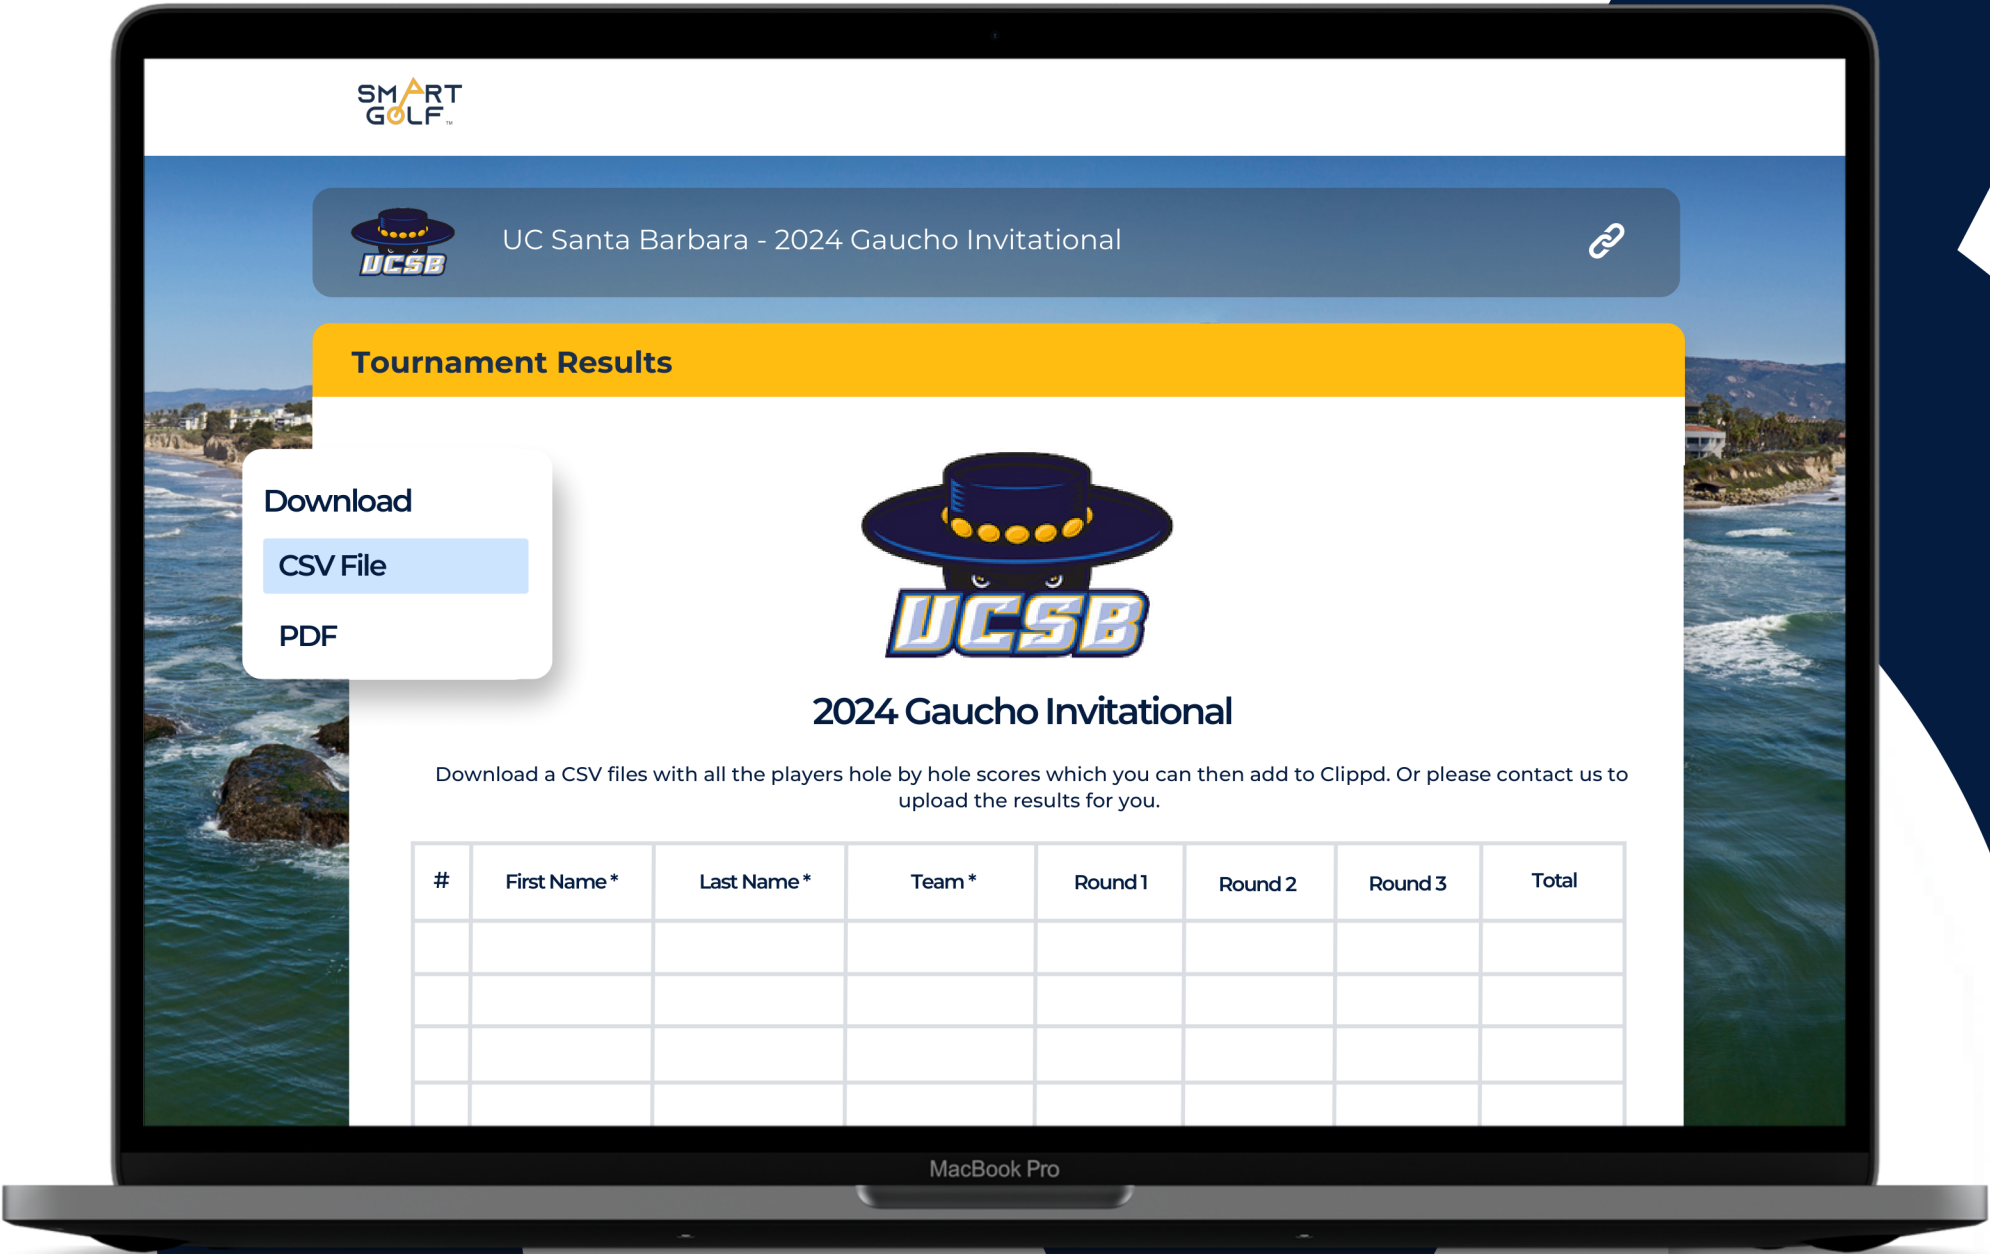 SMART
GOLF™
UCSB
UC Santa Barbara - 2024 Gaucho Invitational
Tournament Results
Download
CSV File
PDF
UCSB
2024 Gaucho Invitational
Download a CSV files with all the players hole by hole scores which you can then add to Clippd. Or please contact us to
upload the results for you.
# First Name * Last Name * Team * Round 1 Round 2 Round 3 Total
MacBook Pro